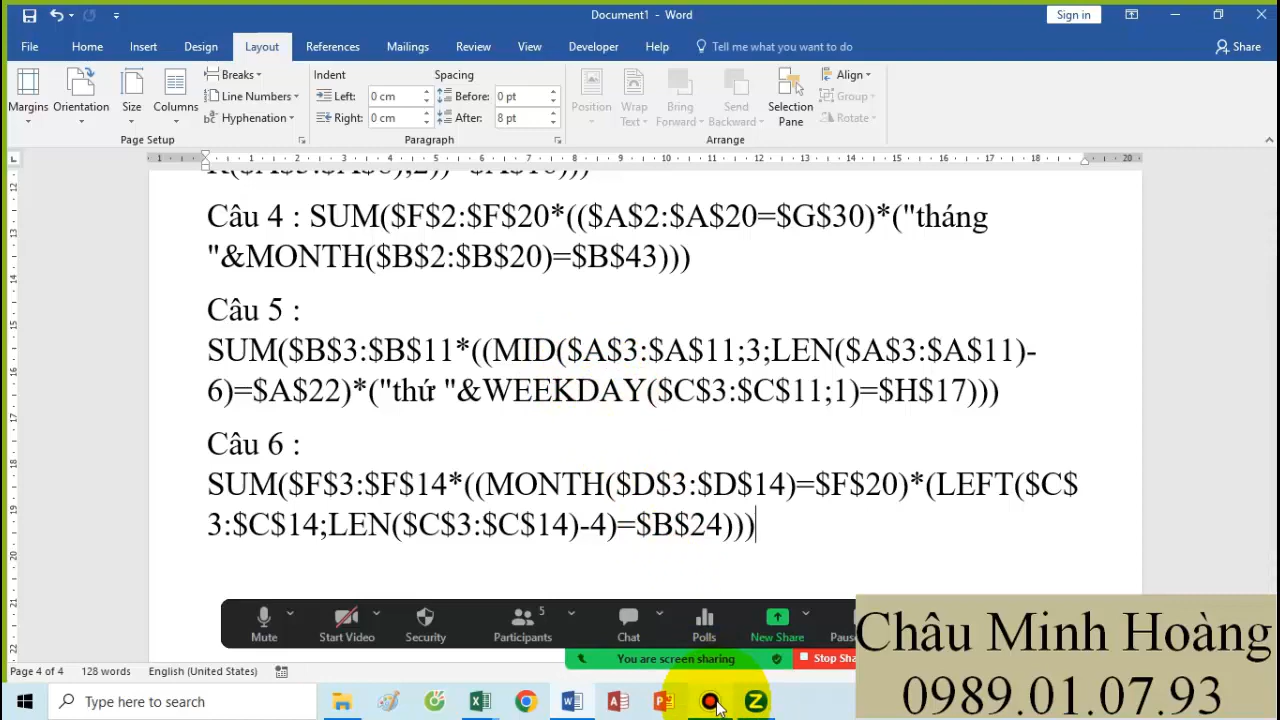 Document1 - Word
Sign in
File Home Insert Design Layout References Mailings Review View Developer Help Tell me what you want to do Share
Margins Orientation Size Columns
Breaks
Line Numbers
Hyphenation
Page Setup
Indent
Left: 0 cm
Right: 0 cm
Spacing
Before: 0 pt
After: 8 pt
Paragraph
Position
Wrap Text
Bring Forward
Send Backward
Selection Pane
Align
Group
Rotate
Arrange
Câu 4 : SUM($F$2:$F$20*(($A$2:$A$20=$G$30)*("tháng
"&MONTH($B$2:$B$20)=$B$43)))
Câu 5 :
SUM($B$3:$B$11*((MID($A$3:$A$11;3;LEN($A$3:$A$11)-
6)=$A$22)*("thứ "&WEEKDAY($C$3:$C$11;1)=$H$17)))
Câu 6 :
SUM($F$3:$F$14*((MONTH($D$3:$D$14)=$F$20)*(LEFT($C$
3:$C$14;LEN($C$3:$C$14)-4)=$B$24)))
Mute Start Video Security Participants 5 Chat Polls New Share
You are screen sharing
Châu Minh Hoàng
0989.01.07.93
Page 4 of 4 128 words English (United States)
Type here to search